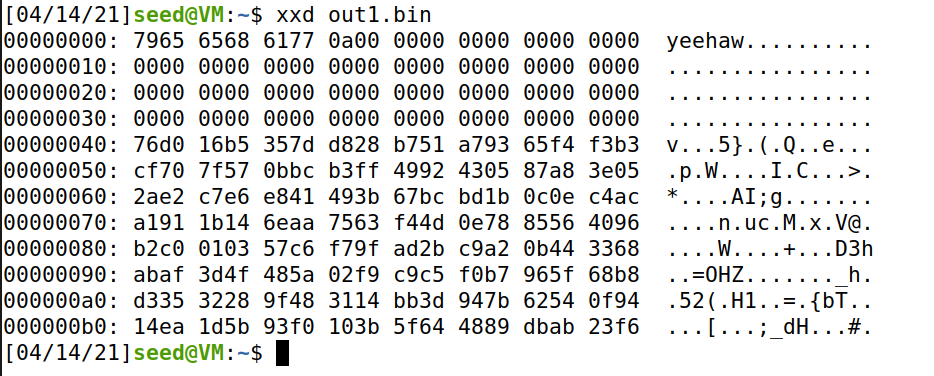 [04/14/21]seed@VM:~$ xxd out1.bin
00000000: 7965 6568 6177 0a00 0000 0000 0000 0000  yeehaw..........
00000010: 0000 0000 0000 0000 0000 0000 0000 0000  ................
00000020: 0000 0000 0000 0000 0000 0000 0000 0000  ................
00000030: 0000 0000 0000 0000 0000 0000 0000 0000  ................
00000040: 76d0 16b5 357d d828 b751 a793 65f4 f3b3  v...5}.(.Q..e...
00000050: cf70 7f57 0bbc b3ff 4992 4305 87a8 3e05  .p.W....I.C...>.
00000060: 2ae2 c7e6 e841 493b 67bc bd1b 0c0e c4ac  *....AI;g.......
00000070: a191 1b14 6eaa 7563 f44d 0e78 8556 4096  ....n.uc.M.x.V@.
00000080: b2c0 0103 57c6 f79f ad2b c9a2 0b44 3368  ....W....+...D3h
00000090: abaf 3d4f 485a 02f9 c9c5 f0b7 965f 68b8  ..=OHZ......._h.
000000a0: d335 3228 9f48 3114 bb3d 947b 6254 0f94  .52(.H1..=.{bT..
000000b0: 14ea 1d5b 93f0 103b 5f64 4889 dbab 23f6  ...[...;_dH...#.
[04/14/21]seed@VM:~$